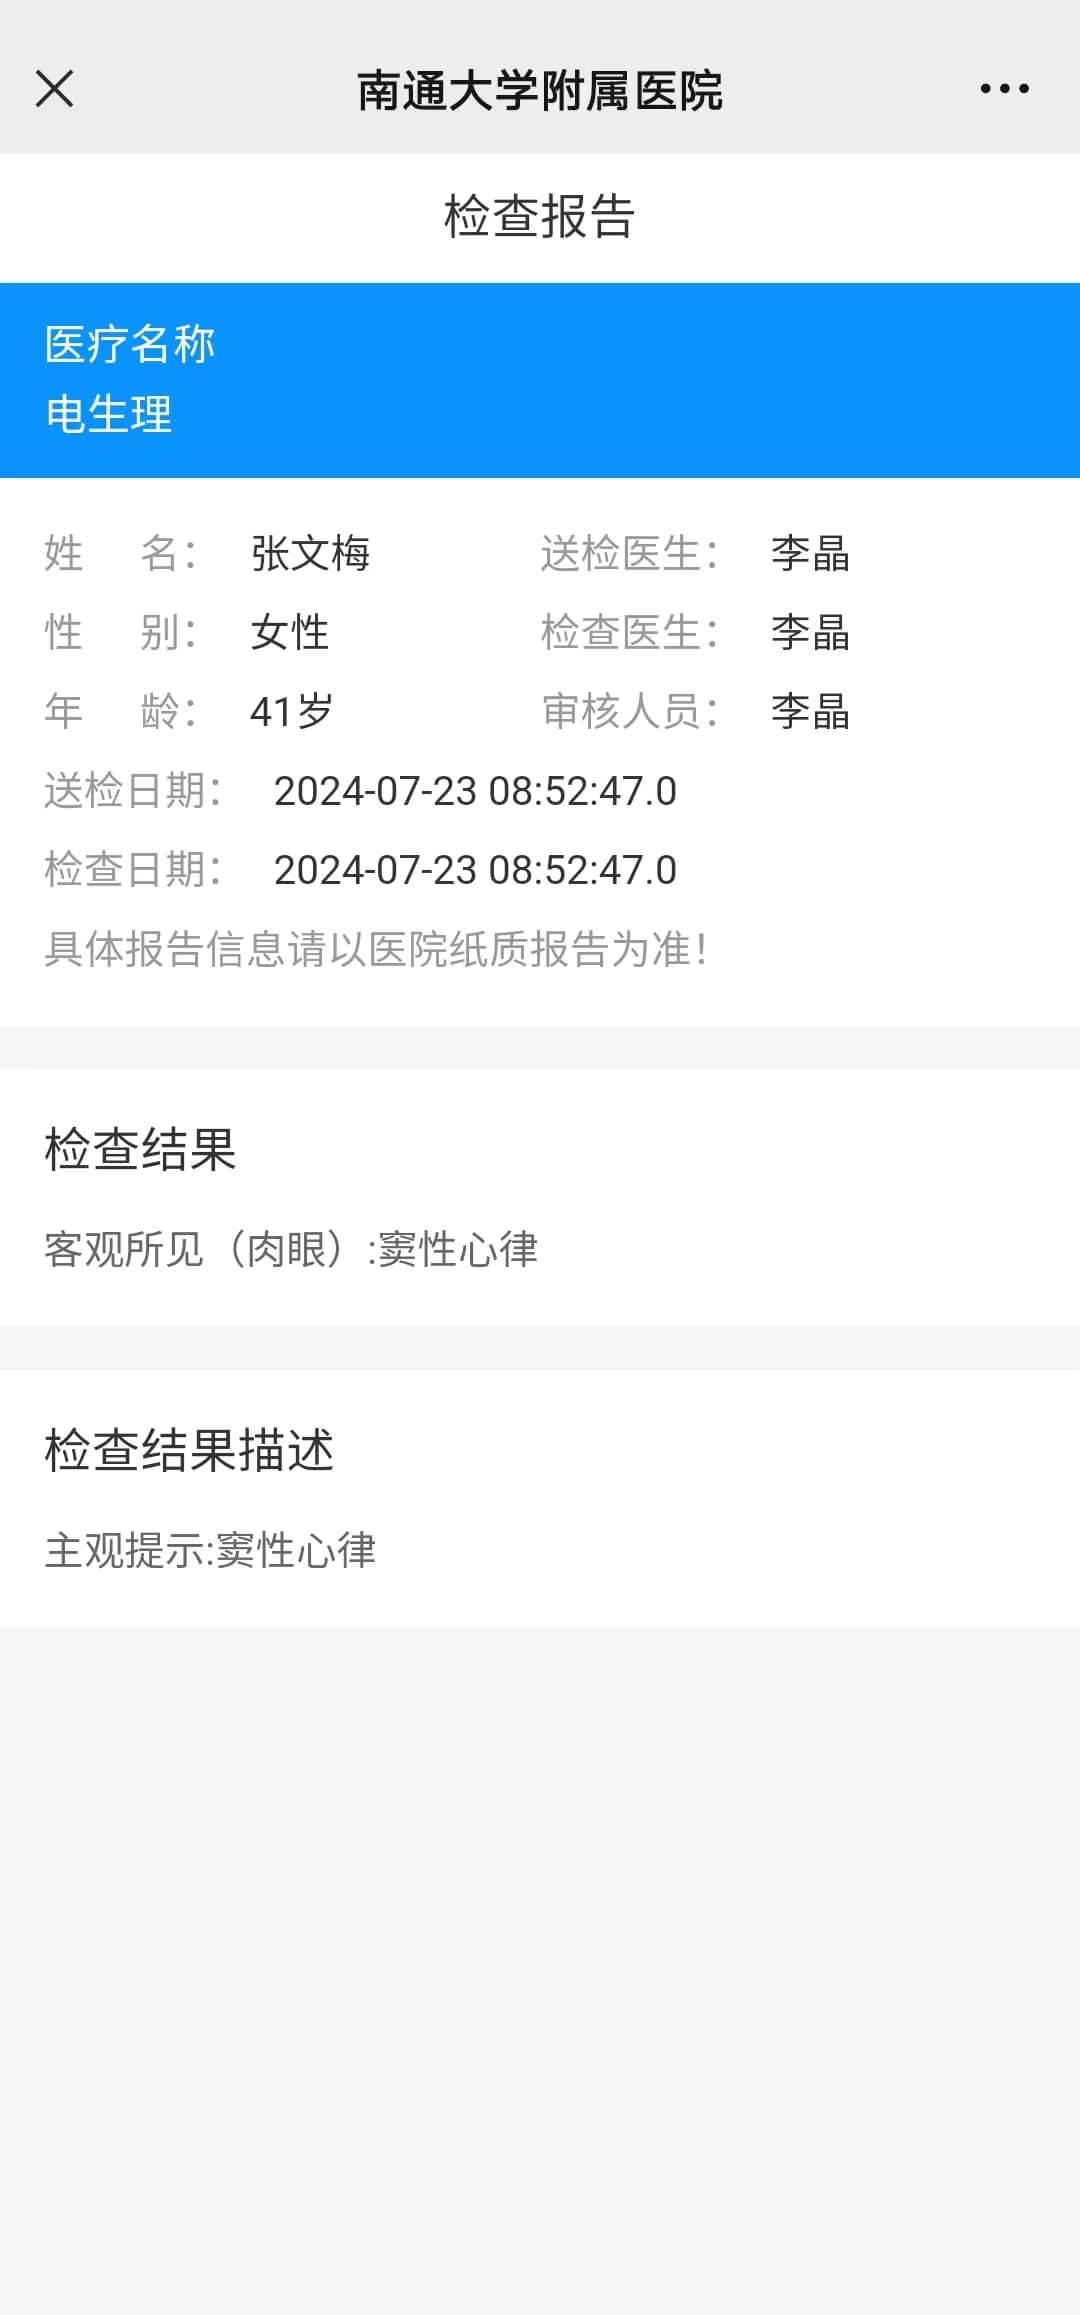 南通大学附属医院
检查报告
医疗名称
电生理
姓 名： 张文梅 送检医生： 李晶
性 别： 女性 检查医生： 李晶
年 龄： 41岁 审核人员： 李晶
送检日期： 2024-07-23 08:52:47.0
检查日期： 2024-07-23 08:52:47.0
具体报告信息请以医院纸质报告为准！
检查结果
客观所见（肉眼）:窦性心律
检查结果描述
主观提示:窦性心律